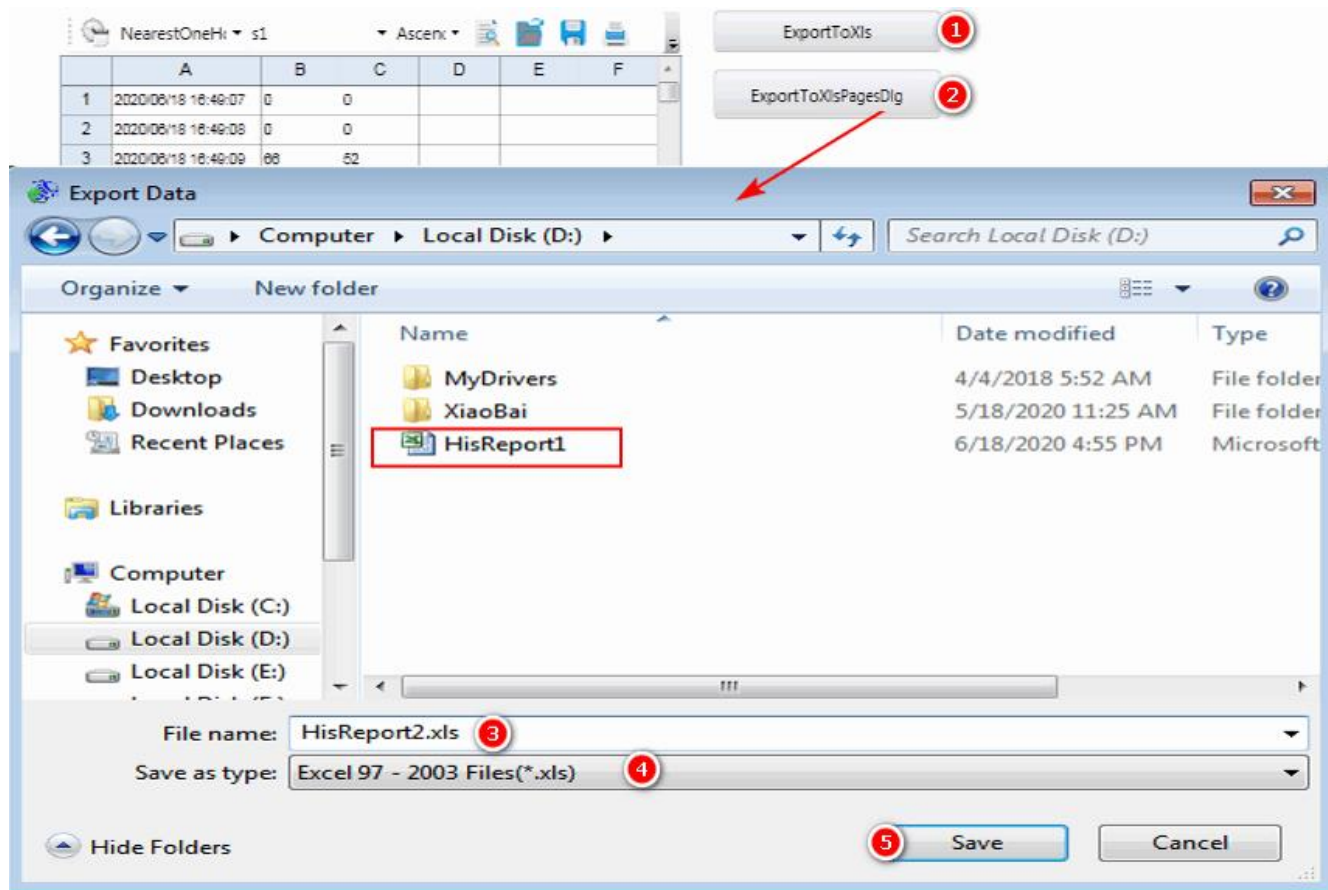 NearestOneHo s1 Ascenc ExportToXls 1
A B C D E F
1 2020/06/18 16:49:07 0 0
ExportToXlsPagesDlg 2
2 2020/06/18 16:49:08 0 0
3 2020/06/18 16:49:09 66 52
Export Data
Computer Local Disk (D:) Search Local Disk (D:)
Organize New folder
Name Date modified Type
Favorites
Desktop MyDrivers 4/4/2018 5:52 AM File folder
Downloads XiaoBai 5/18/2020 11:25 AM File folder
Recent Places HisReport1 6/18/2020 4:55 PM Microsoft
Libraries
Computer
Local Disk (C:)
Local Disk (D:)
Local Disk (E:)
File name: HisReport2.xls 3
Save as type: Excel 97 - 2003 Files(*.xls) 4
Hide Folders 5 Save Cancel